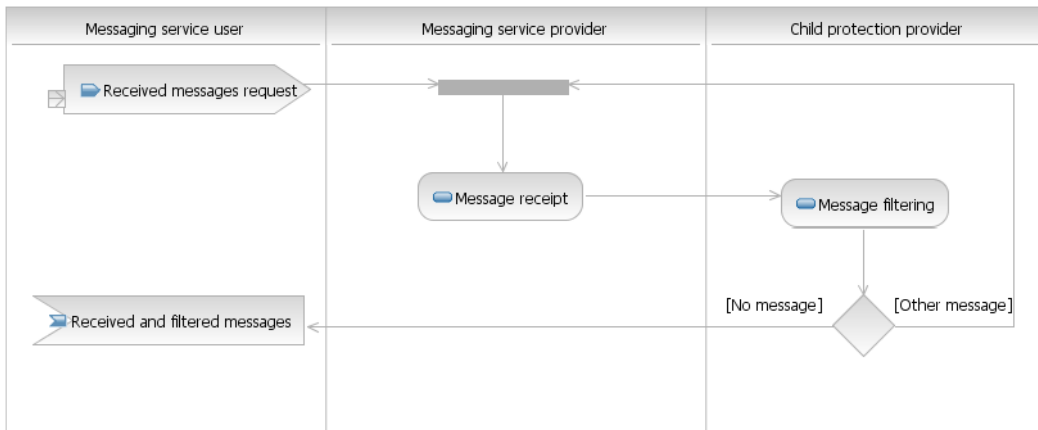 Messaging service user
Messaging service provider
Child protection provider
Received messages request
Message receipt
Message filtering
[No message]
[Other message]
Received and filtered messages